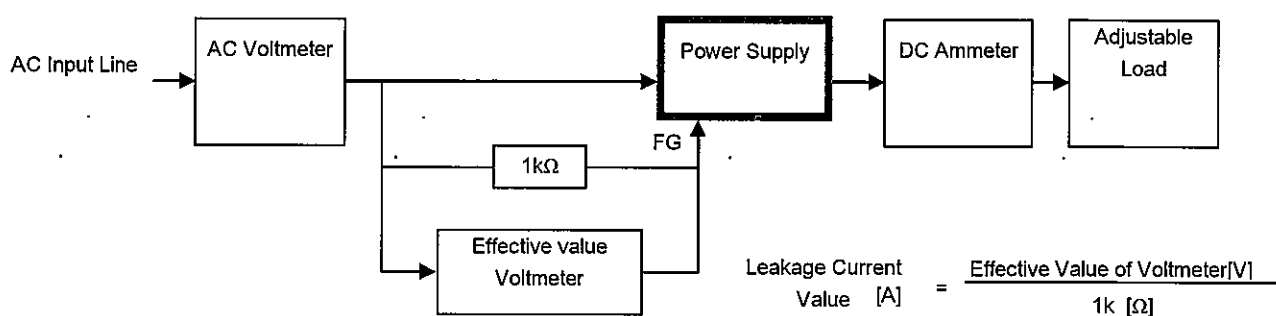 AC Input Line
AC Voltmeter
Power Supply
DC Ammeter
Adjustable
Load
FG
1kΩ
Effective value
Voltmeter
Leakage Current
Value [A]
=
Effective Value of Voltmeter[V]
1k [Ω]